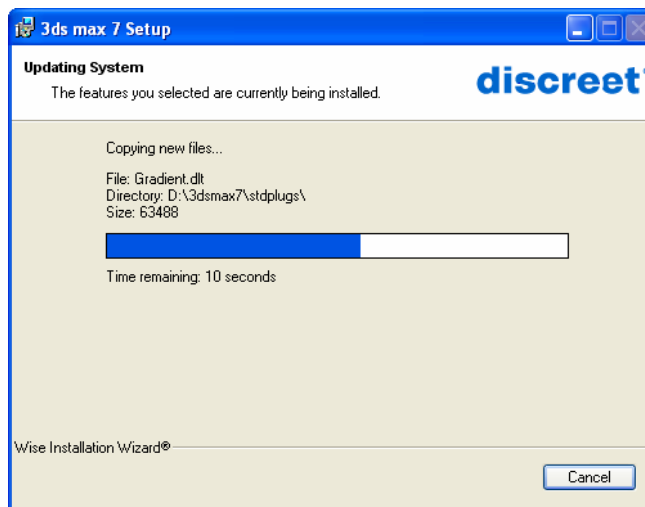 3ds max 7 Setup
Updating System
The features you selected are currently being installed.
discreet
Copying new files...
File: Gradient.dlt
Directory: D:\3dsmax7\stdplugs\
Size: 63488
Time remaining: 10 seconds
Wise Installation Wizard®
Cancel